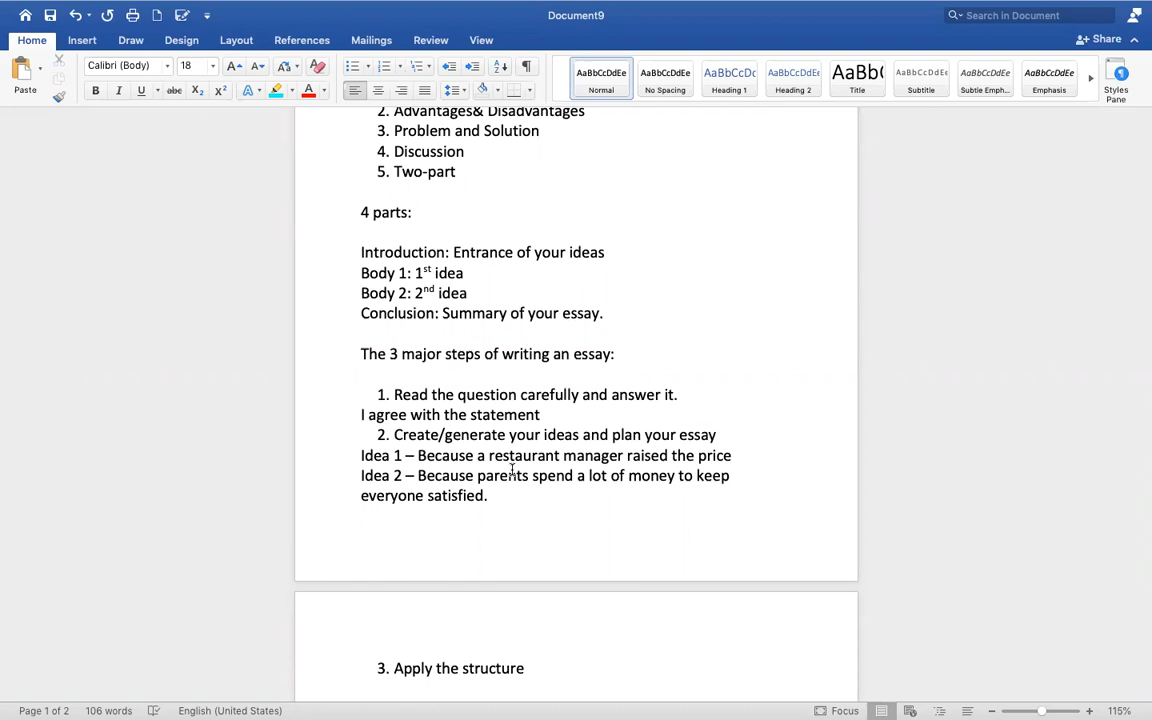 Document9
Search in Document
Home Insert Draw Design Layout References Mailings Review View
Share
Paste
Calibri (Body) 18
AaBbCcDdEe AaBbCcDdEe AaBbCcDc AaBbCcDdEe AaBb( AaBbCcDdEe AaBbCcDdEe AaBbCcDdEe
Normal No Spacing Heading 1 Heading 2 Title Subtitle Subtle Emph... Emphasis
Styles Pane
2. Advantages& Disadvantages
3. Problem and Solution
4. Discussion
5. Two-part
4 parts:
Introduction: Entrance of your ideas
Body 1: 1st idea
Body 2: 2nd idea
Conclusion: Summary of your essay.
The 3 major steps of writing an essay:
1. Read the question carefully and answer it.
I agree with the statement
2. Create/generate your ideas and plan your essay
Idea 1 – Because a restaurant manager raised the price
Idea 2 – Because parents spend a lot of money to keep
everyone satisfied.
3. Apply the structure
Page 1 of 2 106 words English (United States) Focus 115%